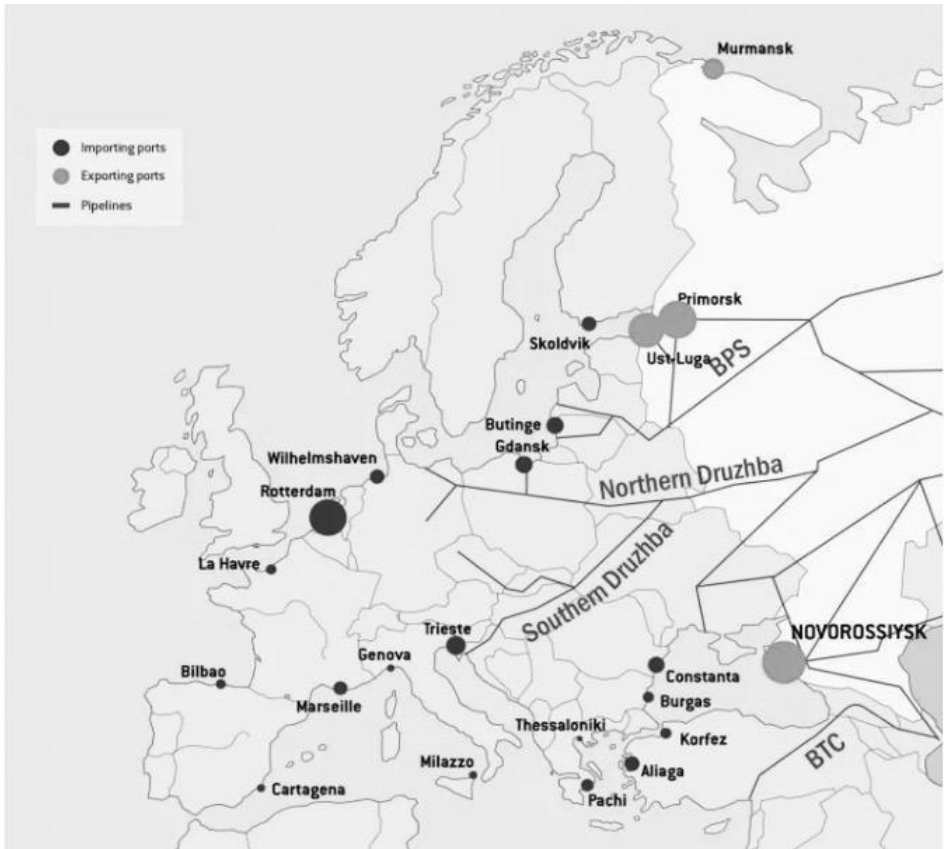 Murmansk
Importing ports
Exporting ports
Pipelines
Primorsk
Skoldvik
Ust-Luga
BPS
Butinge
Gdansk
Wilhelmshaven
Northern Druzhba
Rotterdam
La Havre
Southern Druzhba
Trieste
NOVOROSSIYSK
Genova
Bilbao
Constanta
Marseille
Burgas
Thessaloniki
Korfez
BTC
Milazzo
Aliaga
Cartagena
Pachi